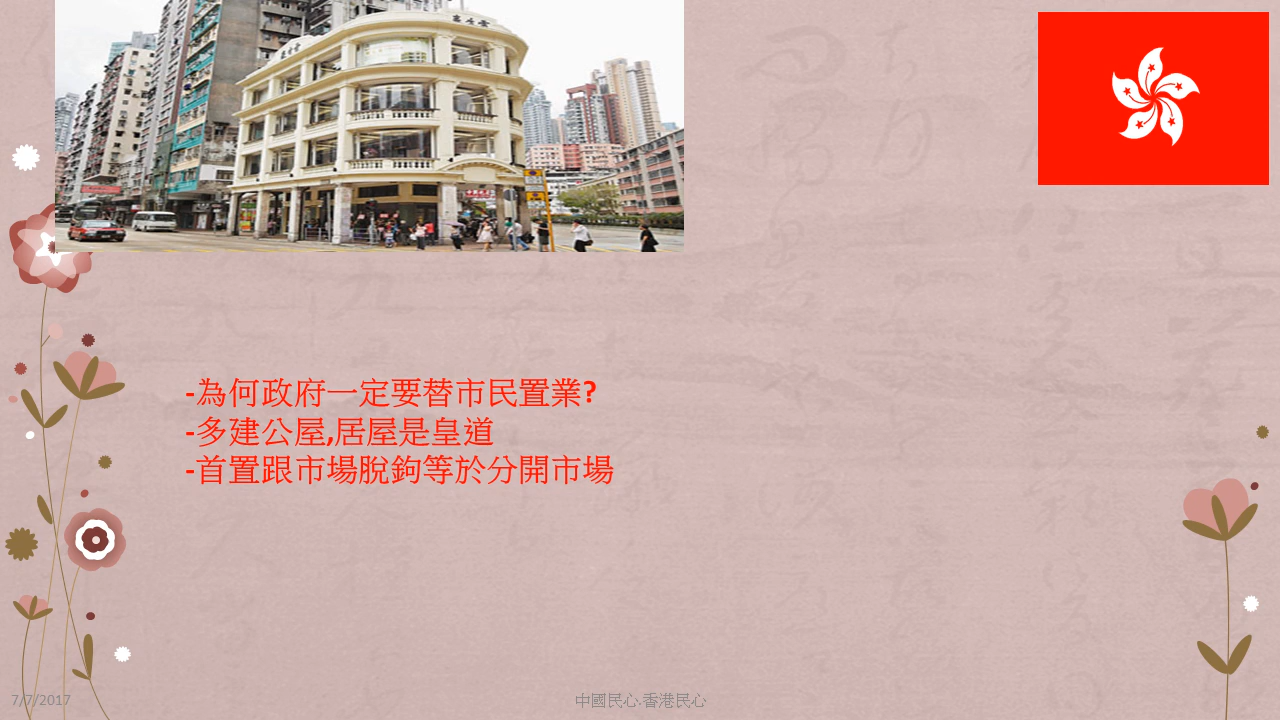 -為何政府一定要替市民置業?
-多建公屋,居屋是皇道
-首置跟市場脫鉤等於分開市場
7/7/2017
中國民心.香港民心